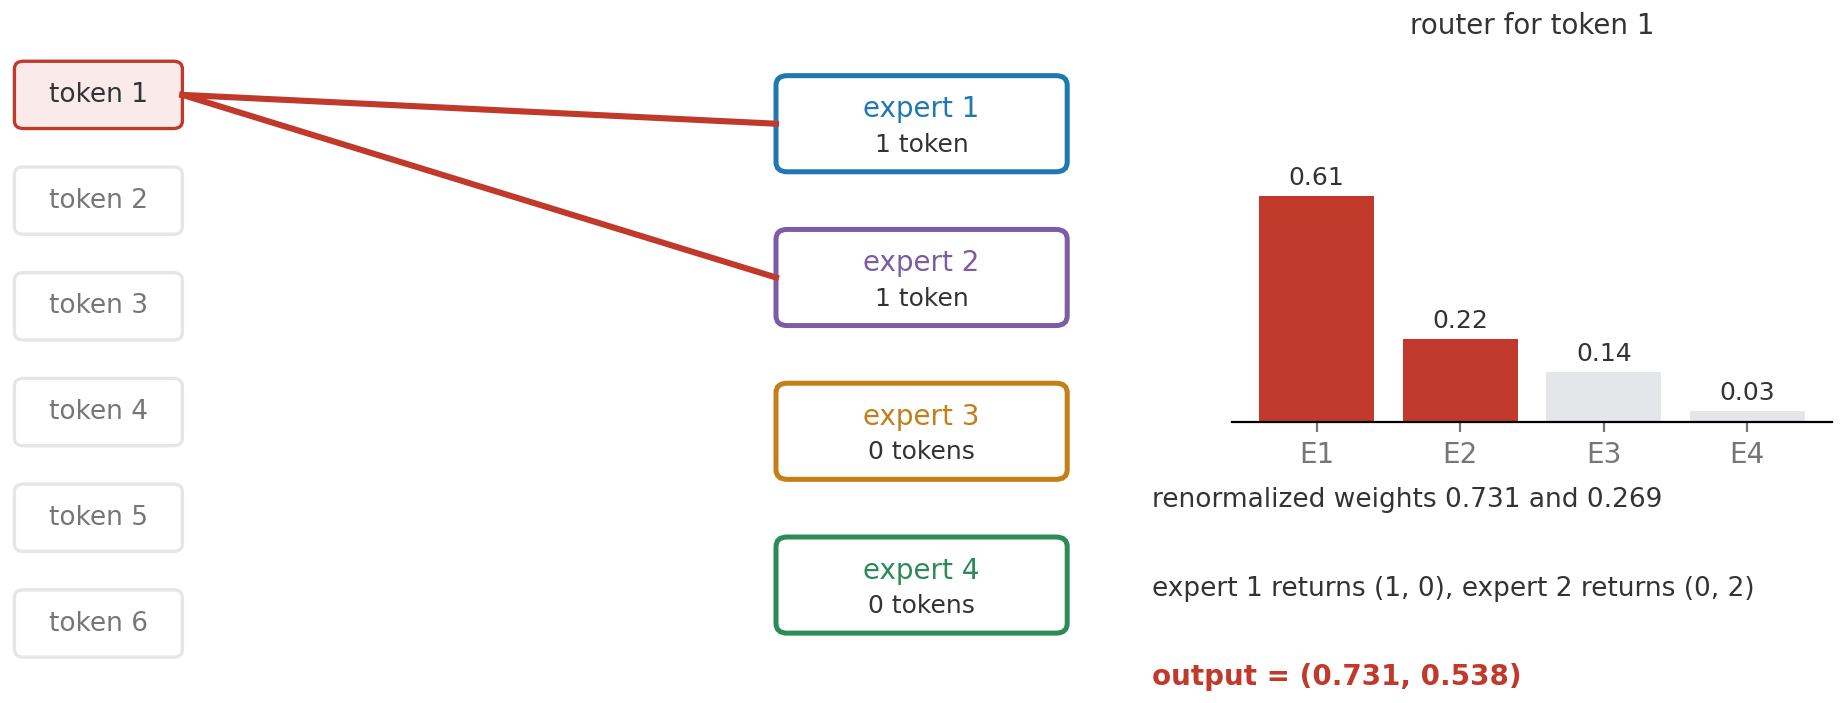 token 1
token 2
token 3
token 4
token 5
token 6
expert 1
1 token
expert 2
1 token
expert 3
0 tokens
expert 4
0 tokens
router for token 1
0.61
0.22
0.14
0.03
E1
E2
E3
E4
renormalized weights 0.731 and 0.269
expert 1 returns (1, 0), expert 2 returns (0, 2)
output = (0.731, 0.538)